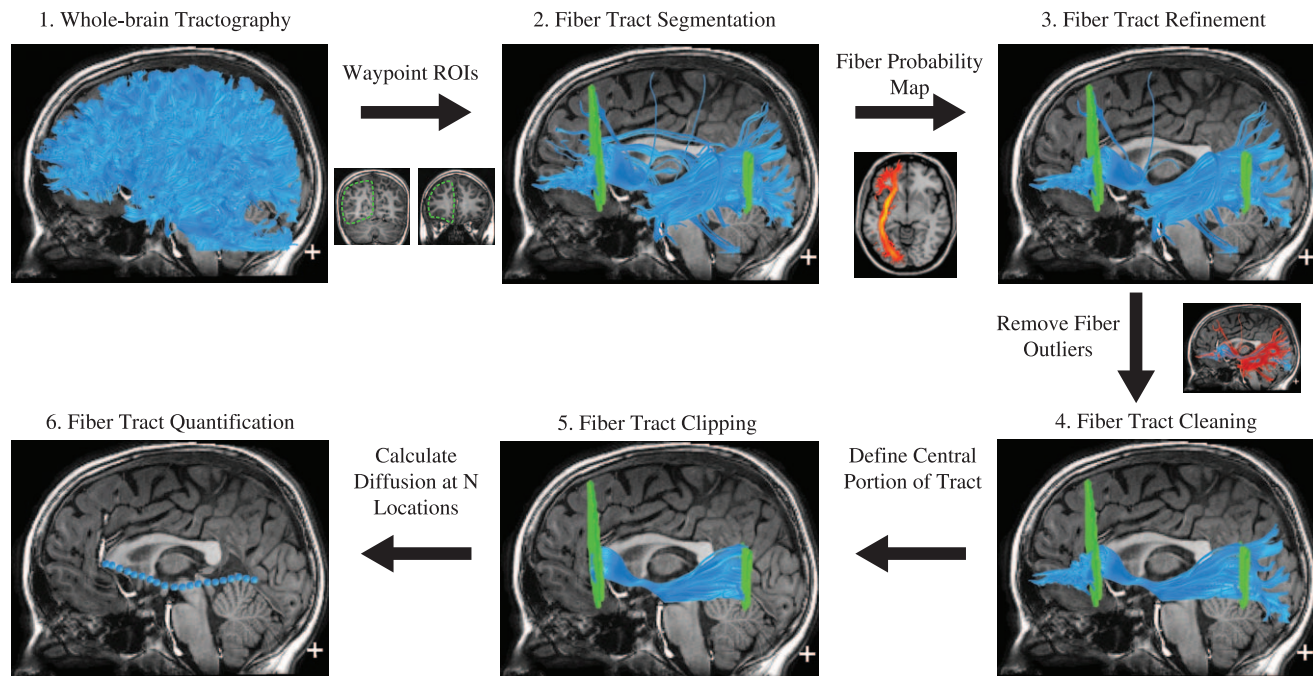 1. Whole-brain Tractography
Waypoint ROIs
2. Fiber Tract Segmentation
Fiber Probability
Map
3. Fiber Tract Refinement
Remove Fiber
Outliers
4. Fiber Tract Cleaning
Define Central
Portion of Tract
5. Fiber Tract Clipping
Calculate
Diffusion at N
Locations
6. Fiber Tract Quantification